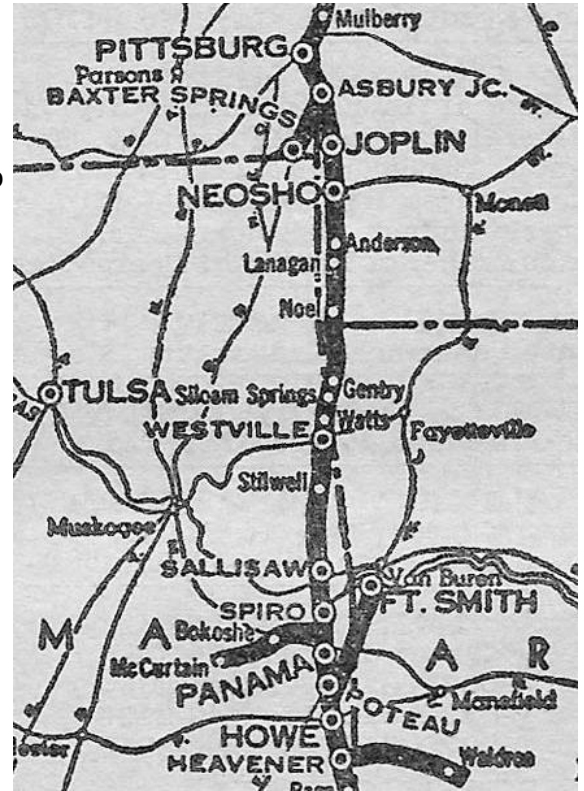 Mulberry
PITTSBURG
Parsons
BAXTER SPRINGS
ASBURY JC.
JOPLIN
NEOSHO
Monett
Anderson
Lanagan
Noel
TULSA
Siloam Springs
Gentry
Watts
WESTVILLE
Fayetteville
Stilwell
Muskogee
SALLISAW
Van Buren
FT. SMITH
SPIRO
M A
Bokoshe
McCurtain
PANAMA
A R
POTEAU
Mansfield
HOWE
HEAVENER
Waldron